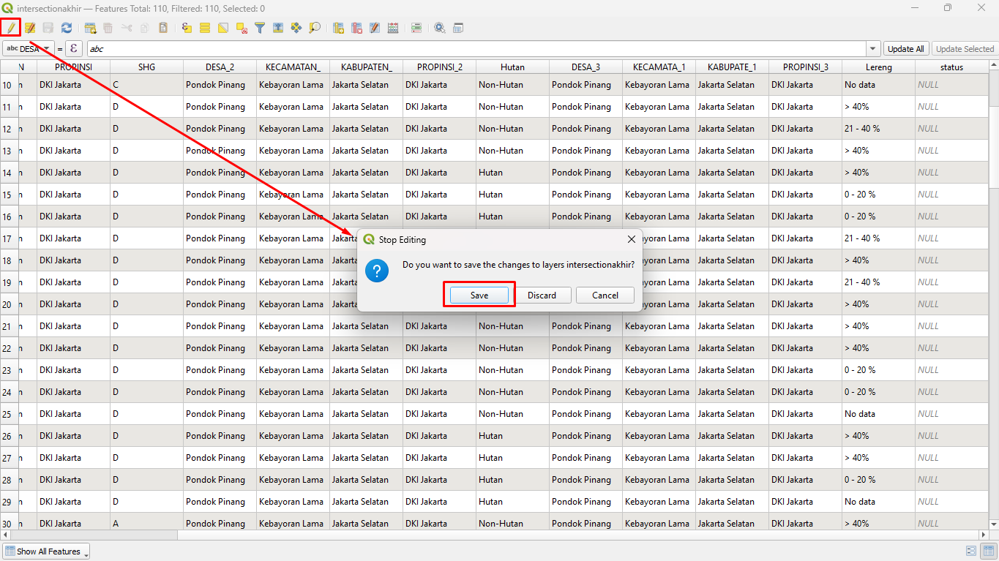 intersectionakhir — Features Total: 110, Filtered: 110, Selected: 0
abc DESA = ε abc Update All Update Selected
N PROPINSI SHG DESA_2 KECAMATAN_ KABUPATEN_ PROPINSI_2 Hutan DESA_3 KECAMATA_1 KABUPATE_1 PROPINSI_3 Lereng status
10 n DKI Jakarta C Pondok Pinang Kebayoran Lama Jakarta Selatan DKI Jakarta Non-Hutan Pondok Pinang Kebayoran Lama Jakarta Selatan DKI Jakarta No data NULL
11 n DKI Jakarta D Pondok Pinang Kebayoran Lama Jakarta Selatan DKI Jakarta Non-Hutan Pondok Pinang Kebayoran Lama Jakarta Selatan DKI Jakarta > 40% NULL
12 n DKI Jakarta D Pondok Pinang Kebayoran Lama Jakarta Selatan DKI Jakarta Non-Hutan Pondok Pinang Kebayoran Lama Jakarta Selatan DKI Jakarta 21 - 40 % NULL
13 n DKI Jakarta D Pondok Pinang Kebayoran Lama Jakarta Selatan DKI Jakarta Non-Hutan Pondok Pinang Kebayoran Lama Jakarta Selatan DKI Jakarta > 40% NULL
14 n DKI Jakarta D Pondok Pinang Kebayoran Lama Jakarta Selatan DKI Jakarta Hutan Pondok Pinang Kebayoran Lama Jakarta Selatan DKI Jakarta > 40% NULL
15 n DKI Jakarta D Pondok Pinang Kebayoran Lama Jakarta Selatan DKI Jakarta Hutan Pondok Pinang Kebayoran Lama Jakarta Selatan DKI Jakarta 0 - 20 % NULL
16 n DKI Jakarta D Pondok Pinang Kebayoran Lama Jakarta Selatan DKI Jakarta Hutan Pondok Pinang Kebayoran Lama Jakarta Selatan DKI Jakarta 0 - 20 % NULL
17 n DKI Jakarta D Pondok Pinang Kebayoran Lama Jakarta yoran Lama Jakarta Selatan DKI Jakarta 21 - 40 % NULL
Stop Editing
18 n DKI Jakarta D Pondok Pinang Kebayoran Lama Jakarta yoran Lama Jakarta Selatan DKI Jakarta > 40% NULL
Do you want to save the changes to layers intersectionakhir?
19 n DKI Jakarta D Pondok Pinang Kebayoran Lama Jakarta yoran Lama Jakarta Selatan DKI Jakarta 21 - 40 % NULL
Save Discard Cancel
20 n DKI Jakarta D Pondok Pinang Kebayoran Lama Jakarta yoran Lama Jakarta Selatan DKI Jakarta > 40% NULL
21 n DKI Jakarta D Pondok Pinang Kebayoran Lama Jakarta Selatan DKI Jakarta Non-Hutan Pondok Pinang Kebayoran Lama Jakarta Selatan DKI Jakarta > 40% NULL
22 n DKI Jakarta D Pondok Pinang Kebayoran Lama Jakarta Selatan DKI Jakarta Non-Hutan Pondok Pinang Kebayoran Lama Jakarta Selatan DKI Jakarta > 40% NULL
23 n DKI Jakarta D Pondok Pinang Kebayoran Lama Jakarta Selatan DKI Jakarta Non-Hutan Pondok Pinang Kebayoran Lama Jakarta Selatan DKI Jakarta 0 - 20 % NULL
24 n DKI Jakarta D Pondok Pinang Kebayoran Lama Jakarta Selatan DKI Jakarta Non-Hutan Pondok Pinang Kebayoran Lama Jakarta Selatan DKI Jakarta 0 - 20 % NULL
25 n DKI Jakarta D Pondok Pinang Kebayoran Lama Jakarta Selatan DKI Jakarta Non-Hutan Pondok Pinang Kebayoran Lama Jakarta Selatan DKI Jakarta No data NULL
26 n DKI Jakarta D Pondok Pinang Kebayoran Lama Jakarta Selatan DKI Jakarta Hutan Pondok Pinang Kebayoran Lama Jakarta Selatan DKI Jakarta > 40% NULL
27 n DKI Jakarta D Pondok Pinang Kebayoran Lama Jakarta Selatan DKI Jakarta Hutan Pondok Pinang Kebayoran Lama Jakarta Selatan DKI Jakarta > 40% NULL
28 n DKI Jakarta D Pondok Pinang Kebayoran Lama Jakarta Selatan DKI Jakarta Hutan Pondok Pinang Kebayoran Lama Jakarta Selatan DKI Jakarta 0 - 20 % NULL
29 n DKI Jakarta D Pondok Pinang Kebayoran Lama Jakarta Selatan DKI Jakarta Hutan Pondok Pinang Kebayoran Lama Jakarta Selatan DKI Jakarta No data NULL
30 n DKI Jakarta A Pondok Pinang Kebayoran Lama Jakarta Selatan DKI Jakarta Non-Hutan Pondok Pinang Kebayoran Lama Jakarta Selatan DKI Jakarta > 40% NULL
Show All Features